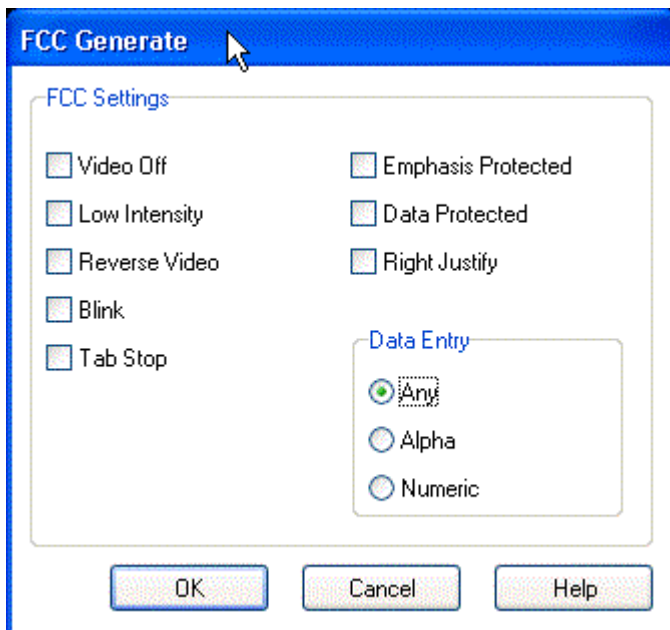 FCC Generate
FCC Settings
Video Off
Low Intensity
Reverse Video
Blink
Tab Stop
Emphasis Protected
Data Protected
Right Justify
Data Entry
Any
Alpha
Numeric
OK Cancel Help